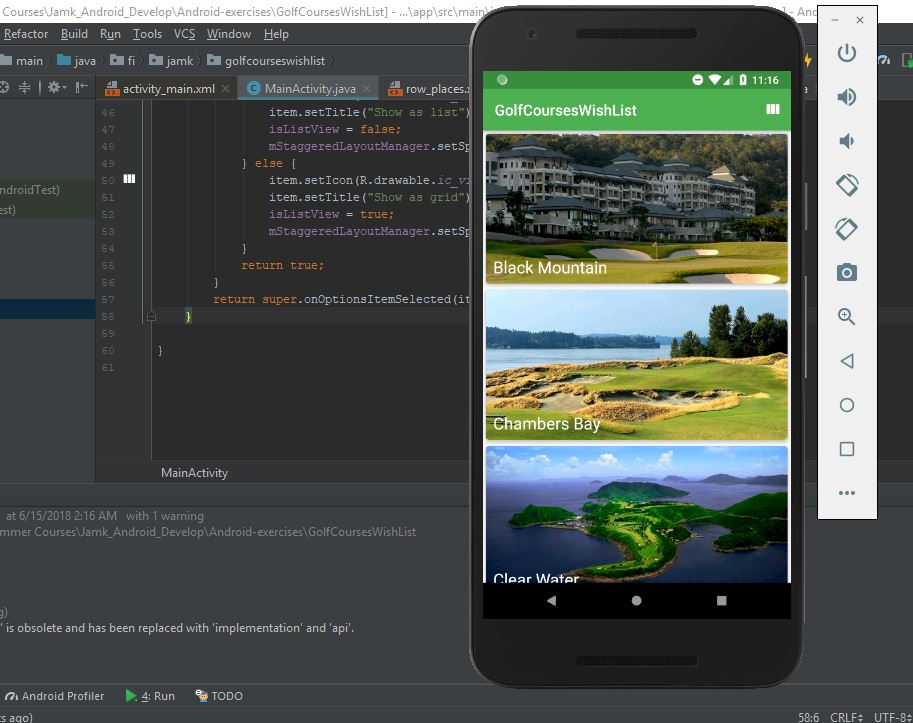 Courses\Jamk_Android_Develop\Android-exercises\GolfCoursesWishList] - ...\app\src\main\
Refactor Build Run Tools VCS Window Help
main java fi jamk golfcourseswishlist
activity_main.xml MainActivity.java row_places.x
46 item.setTitle("Show as list")
47 isListView = false;
48 mStaggeredLayoutManager.setSp
49 } else {
50 item.setIcon(R.drawable.ic_vi
51 item.setTitle("Show as grid")
52 isListView = true;
53 mStaggeredLayoutManager.setSp
54 }
55 return true;
56 }
57 return super.onOptionsItemSelected(it
58 }
59
60 }
61
ndroidTest)
est)
MainActivity
at 6/15/2018 2:16 AM with 1 warning
mmer Courses\Jamk_Android_Develop\Android-exercises\GolfCoursesWishList
g)
' is obsolete and has been replaced with 'implementation' and 'api'.
Android Profiler 4: Run TODO
s ago) 58:6 CRLF UTF-8
11:16
GolfCoursesWishList
Black Mountain
Chambers Bay
Clear Water